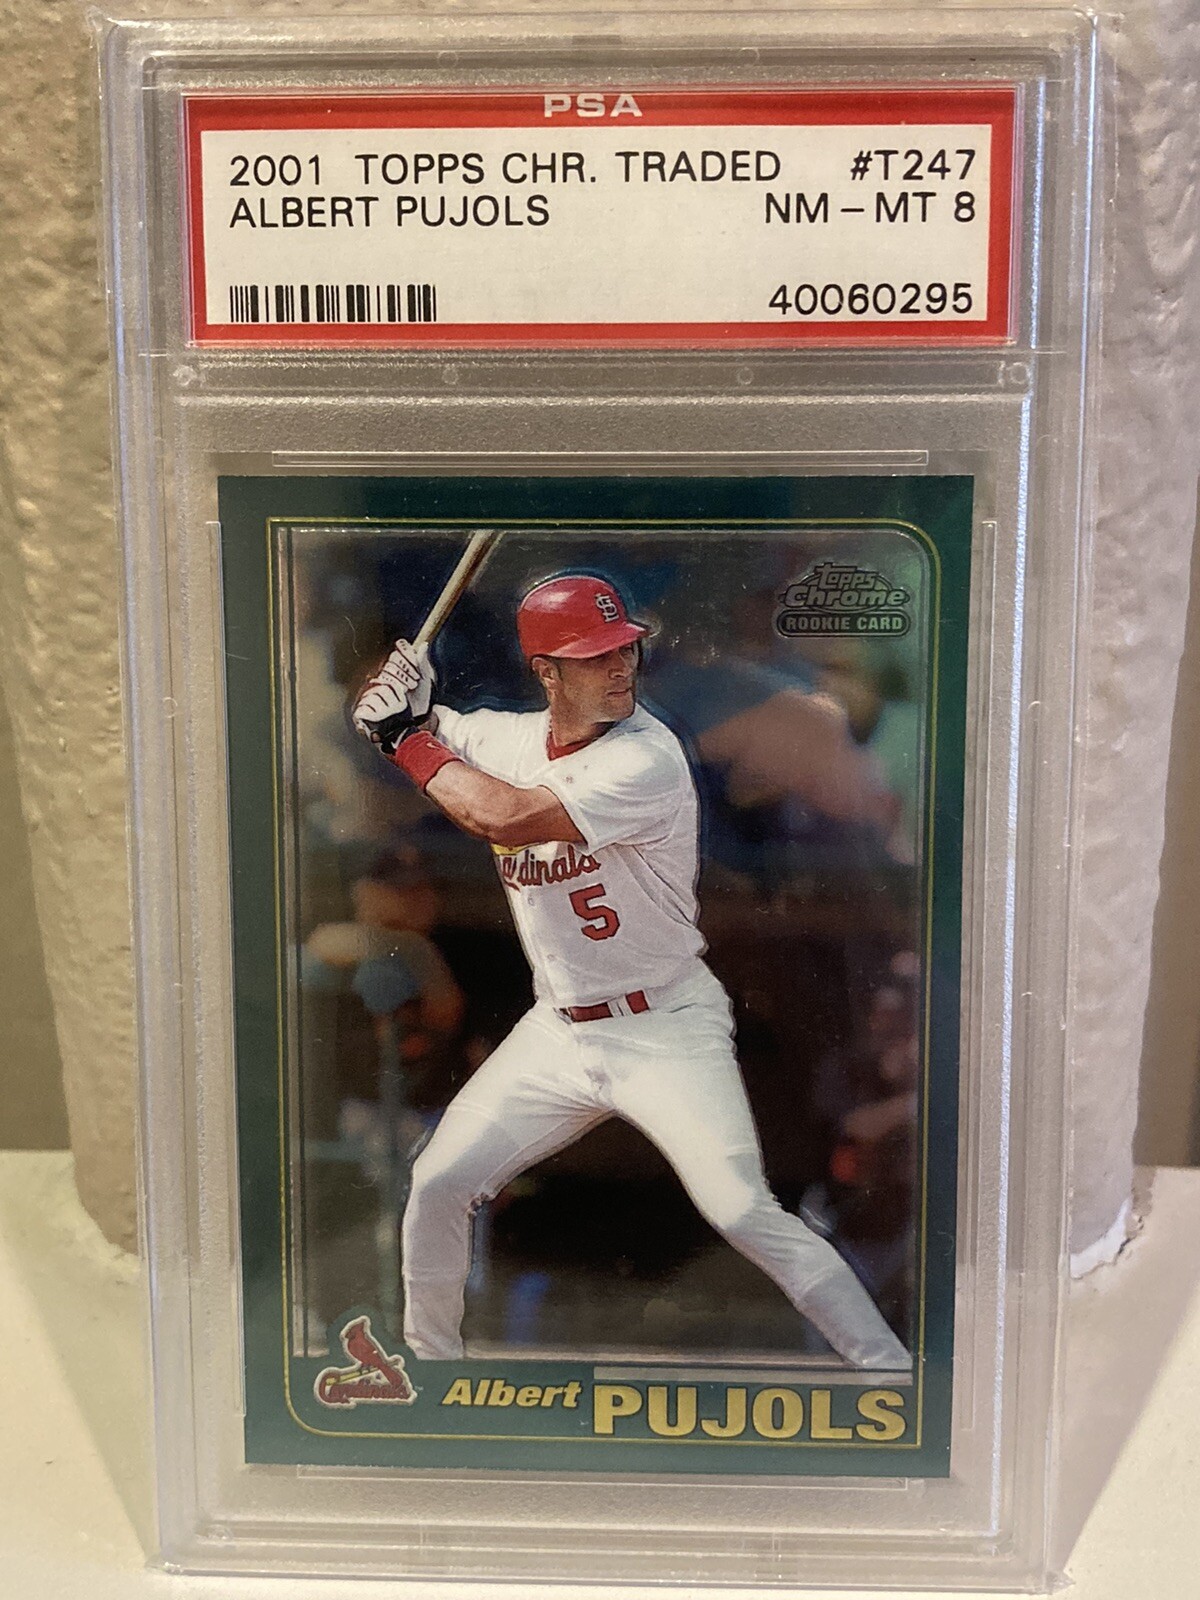 PSA
2001 TOPPS CHR. TRADED #T247
ALBERT PUJOLS NM - MT 8
40060295
topps
Chrome
ROOKIE CARD
StL
Cardinals
5
Cardinals
Albert PUJOLS